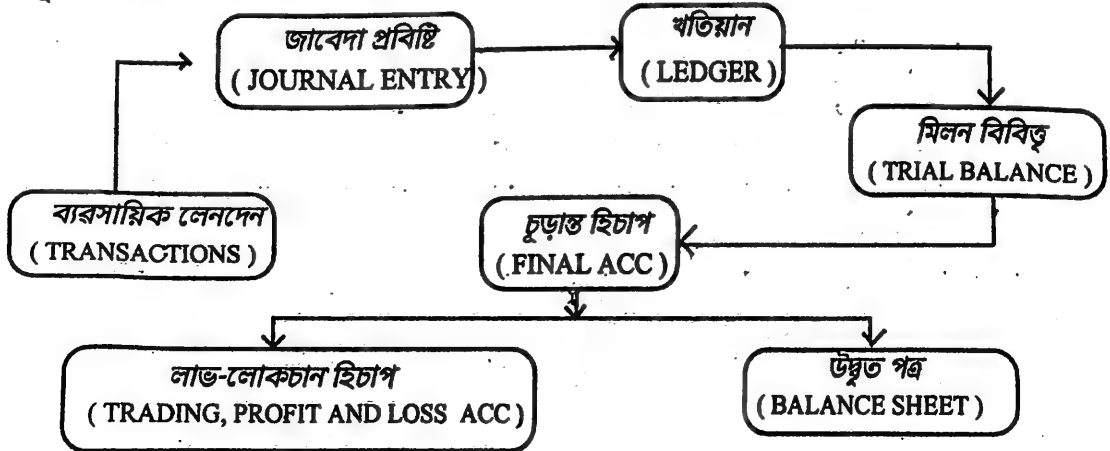 ব্যৱসায়িক লেনদেন
( TRANSACTIONS )
জাবেদা প্ৰবিষ্টি
( JOURNAL ENTRY )
খতিয়ান
( LEDGER )
মিলন বিবিত্ত্
( TRIAL BALANCE )
চূড়ান্ত হিচাপ
( FINAL ACC )
লাভ-লোকচান হিচাপ
( TRADING, PROFIT AND LOSS ACC )
উদ্বৃত পত্ৰ
( BALANCE SHEET )